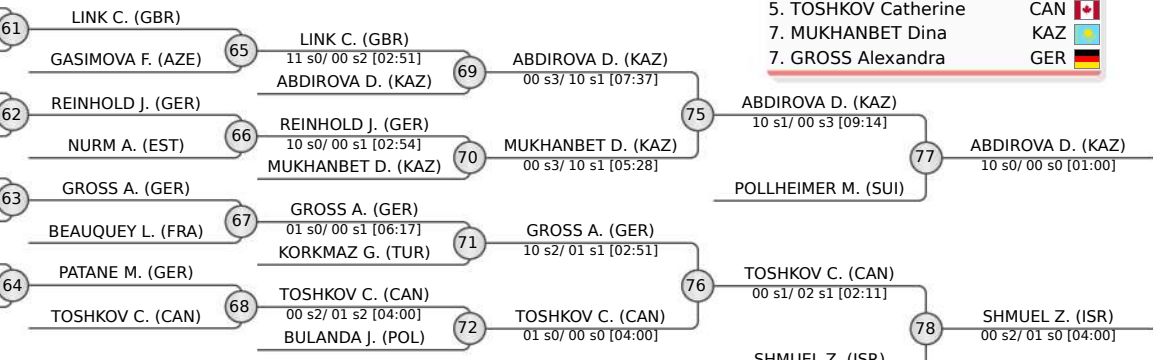 5. TOSHKOV Catherine CAN
7. MUKHANBET Dina KAZ
7. GROSS Alexandra GER
61
LINK C. (GBR)
GASIMOVA F. (AZE)
65
62
REINHOLD J. (GER)
NURM A. (EST)
66
63
GROSS A. (GER)
BEAUQUEY L. (FRA)
67
64
PATANE M. (GER)
TOSHKOV C. (CAN)
68
LINK C. (GBR)
11 s0/ 00 s2 [02:51]
ABDIROVA D. (KAZ)
69
REINHOLD J. (GER)
10 s0/ 00 s2 [02:54]
MUKHANBET D. (KAZ)
70
GROSS A. (GER)
01 s0/ 00 s1 [06:17]
KORKMAZ G. (TUR)
71
TOSHKOV C. (CAN)
00 s2/ 01 s2 [04:00]
BULANDA J. (POL)
72
ABDIROVA D. (KAZ)
00 s3/ 10 s1 [07:37]
75
MUKHANBET D. (KAZ)
00 s3/ 10 s1 [05:28]
GROSS A. (GER)
10 s2/ 01 s1 [02:51]
76
TOSHKOV C. (CAN)
01 s0/ 00 s0 [04:00]
ABDIROVA D. (KAZ)
10 s1/ 00 s3 [09:14]
77
POLLHEIMER M. (SUI)
TOSHKOV C. (CAN)
00 s1/ 02 s1 [02:11]
78
SHMUEL Z. (ISR)
ABDIROVA D. (KAZ)
10 s0/ 00 s0 [01:00]
SHMUEL Z. (ISR)
00 s2/ 01 s0 [04:00]